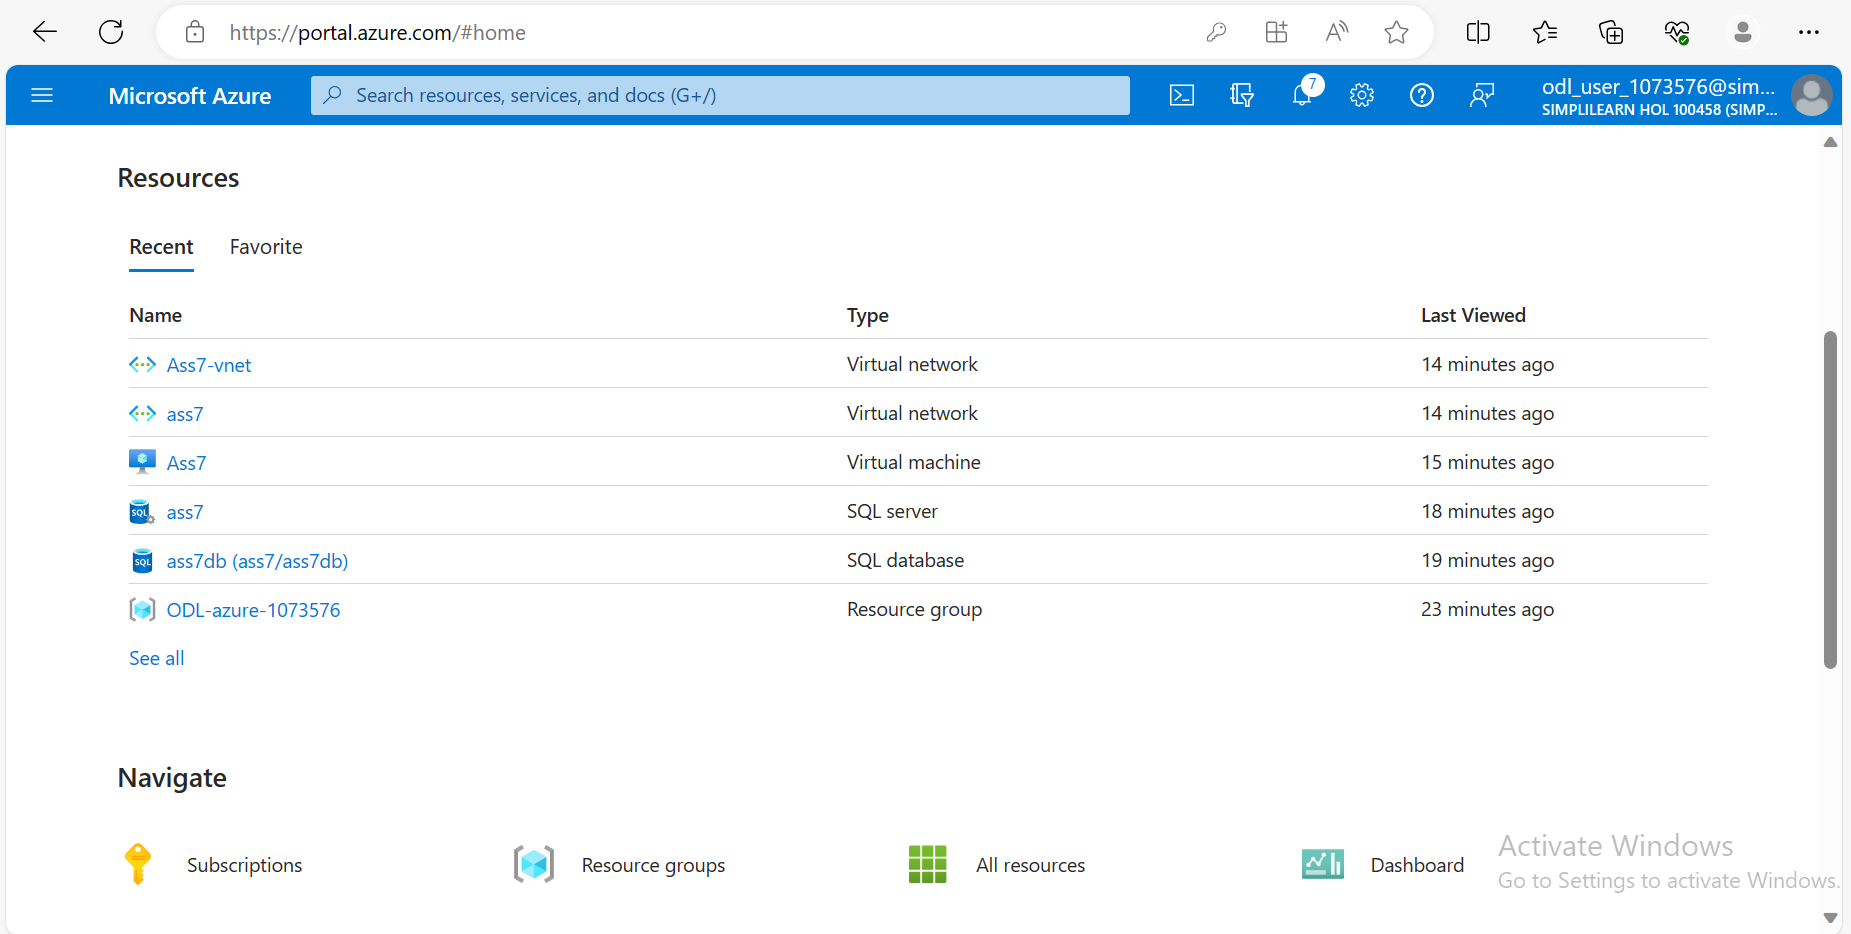 https://portal.azure.com/#home
Microsoft Azure
Search resources, services, and docs (G+/)
7
odl_user_1073576@sim...
SIMPLILEARN HOL 100458 (SIMP...
Resources
Recent Favorite
Name Type Last Viewed
Ass7-vnet Virtual network 14 minutes ago
ass7 Virtual network 14 minutes ago
Ass7 Virtual machine 15 minutes ago
SQL ass7 SQL server 18 minutes ago
SQL ass7db (ass7/ass7db) SQL database 19 minutes ago
ODL-azure-1073576 Resource group 23 minutes ago
See all
Navigate
Subscriptions Resource groups All resources Dashboard
Activate Windows
Go to Settings to activate Windows.